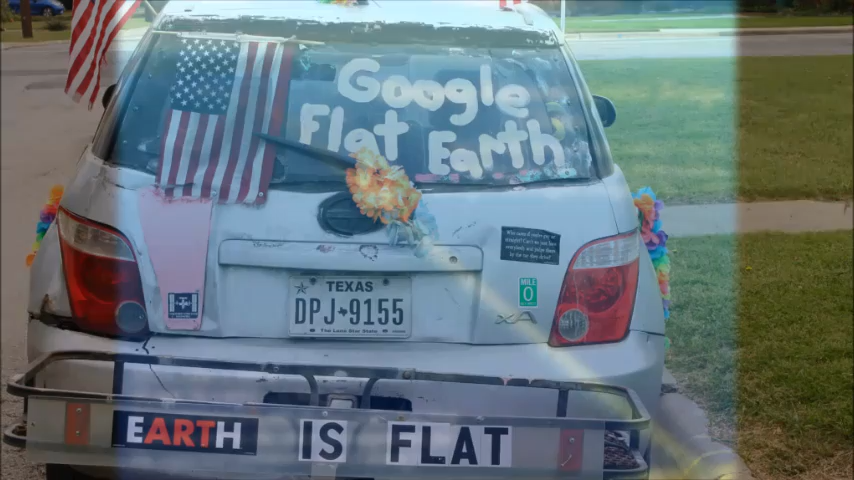 Google
Flat Earth
MILE
0
TEXAS
DPJ★9155
The Lone Star State
XA
EARTH IS FLAT